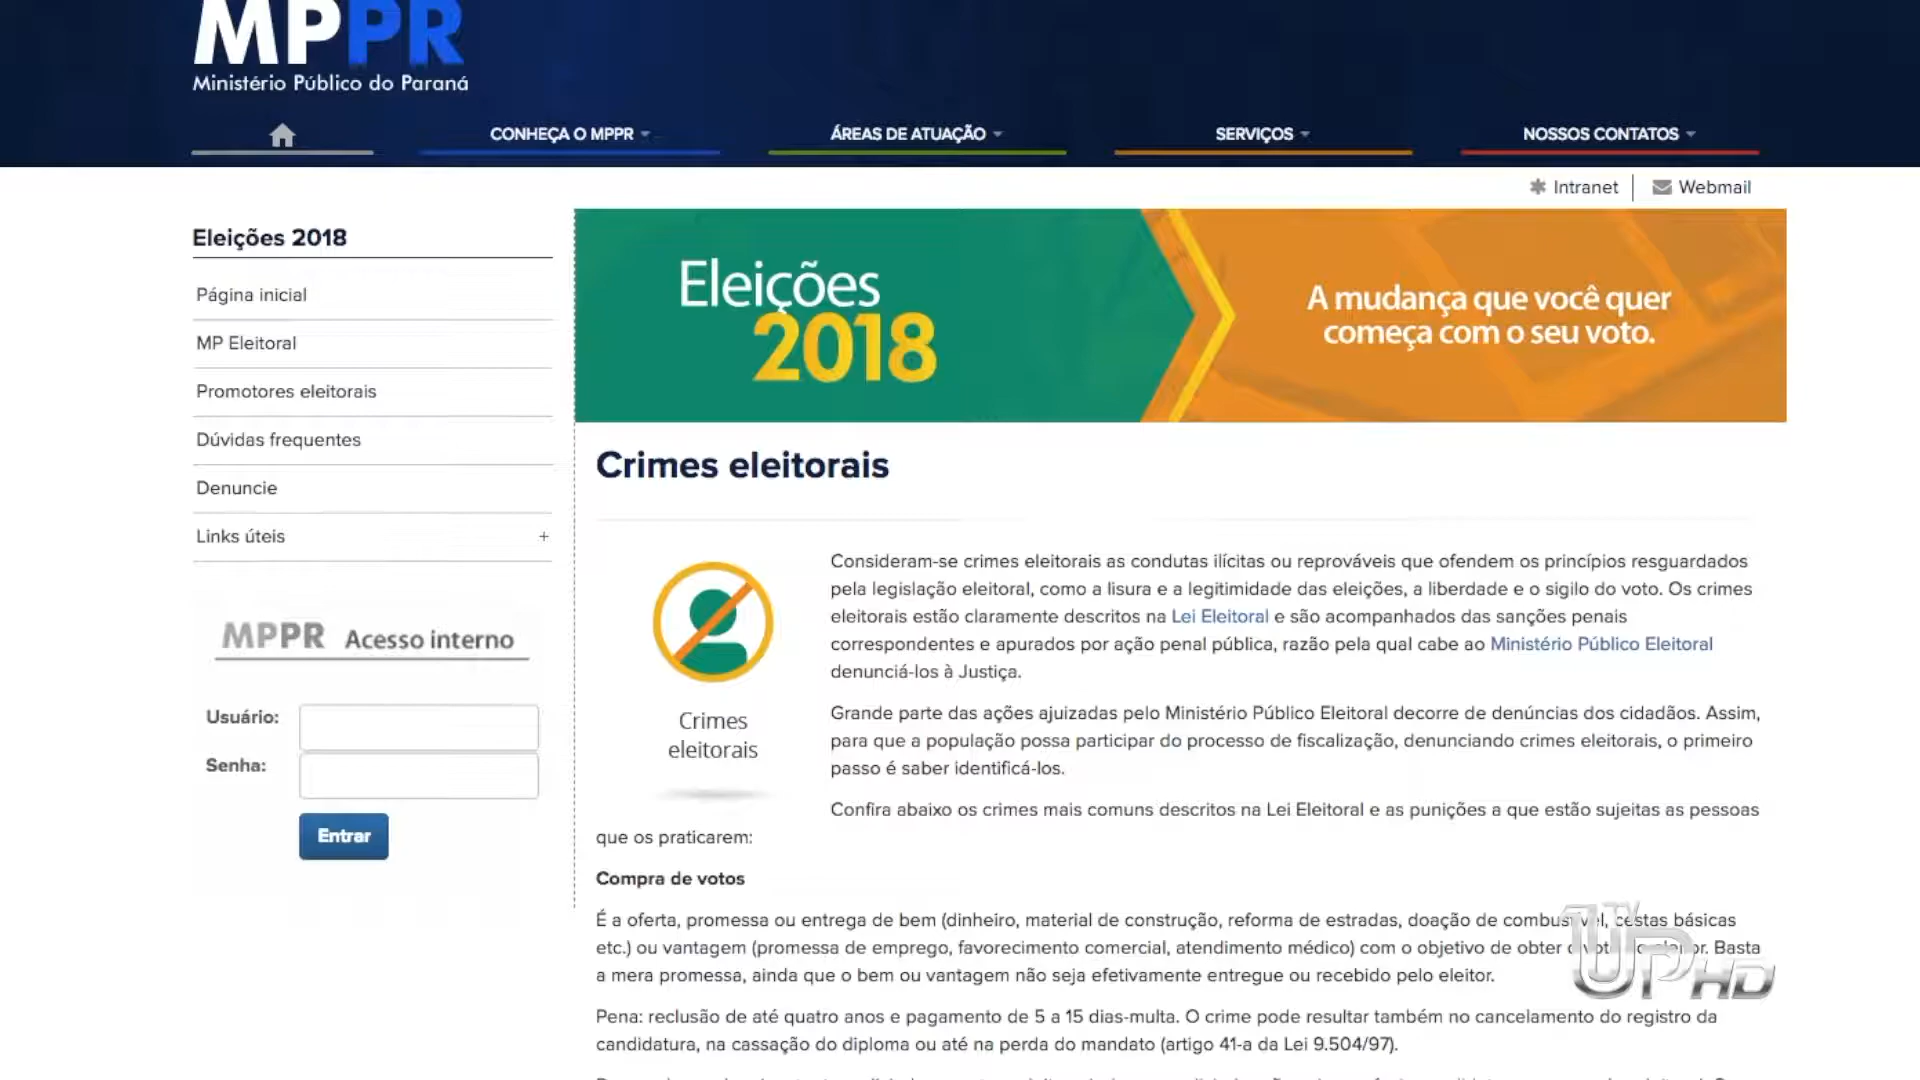 MPPR
Ministério Público do Paraná
CONHEÇA O MPPR
ÁREAS DE ATUAÇÃO
SERVIÇOS
NOSSOS CONTATOS
Intranet
Webmail
Eleições 2018
Página inicial
MP Eleitoral
Promotores eleitorais
Dúvidas frequentes
Denuncie
Links úteis +
MPPR Acesso interno
Usuário:
Senha:
Entrar
Eleições
2018
A mudança que você quer
começa com o seu voto.
Crimes eleitorais
Crimes
eleitorais
Consideram-se crimes eleitorais as condutas ilícitas ou reprováveis que ofendem os princípios resguardados
pela legislação eleitoral, como a lisura e a legitimidade das eleições, a liberdade e o sigilo do voto. Os crimes
eleitorais estão claramente descritos na Lei Eleitoral e são acompanhados das sanções penais
correspondentes e apurados por ação penal pública, razão pela qual cabe ao Ministério Público Eleitoral
denunciá-los à Justiça.
Grande parte das ações ajuizadas pelo Ministério Público Eleitoral decorre de denúncias dos cidadãos. Assim,
para que a população possa participar do processo de fiscalização, denunciando crimes eleitorais, o primeiro
passo é saber identificá-los.
Confira abaixo os crimes mais comuns descritos na Lei Eleitoral e as punições a que estão sujeitas as pessoas
que os praticarem:
Compra de votos
É a oferta, promessa ou entrega de bem (dinheiro, material de construção, reforma de estradas, doação de combustível, cestas básicas
etc.) ou vantagem (promessa de emprego, favorecimento comercial, atendimento médico) com o objetivo de obter o voto do eleitor. Basta
a mera promessa, ainda que o bem ou vantagem não seja efetivamente entregue ou recebido pelo eleitor.
Pena: reclusão de até quatro anos e pagamento de 5 a 15 dias-multa. O crime pode resultar também no cancelamento do registro da
candidatura, na cassação do diploma ou até na perda do mandato (artigo 41-a da Lei 9.504/97).
TV
UP HD